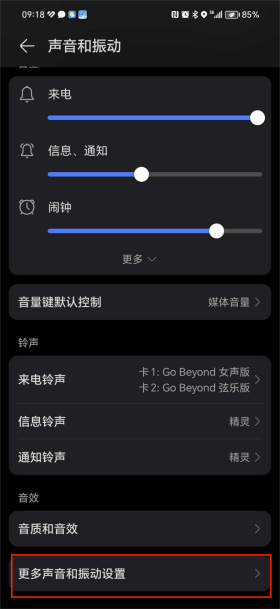 09:18 85%
声音和振动
来电
信息、通知
闹钟
更多
音量键默认控制 媒体音量
铃声
来电铃声 卡1: Go Beyond 女声版
卡2: Go Beyond 弦乐版
信息铃声 精灵
通知铃声 精灵
音效
音质和音效
更多声音和振动设置